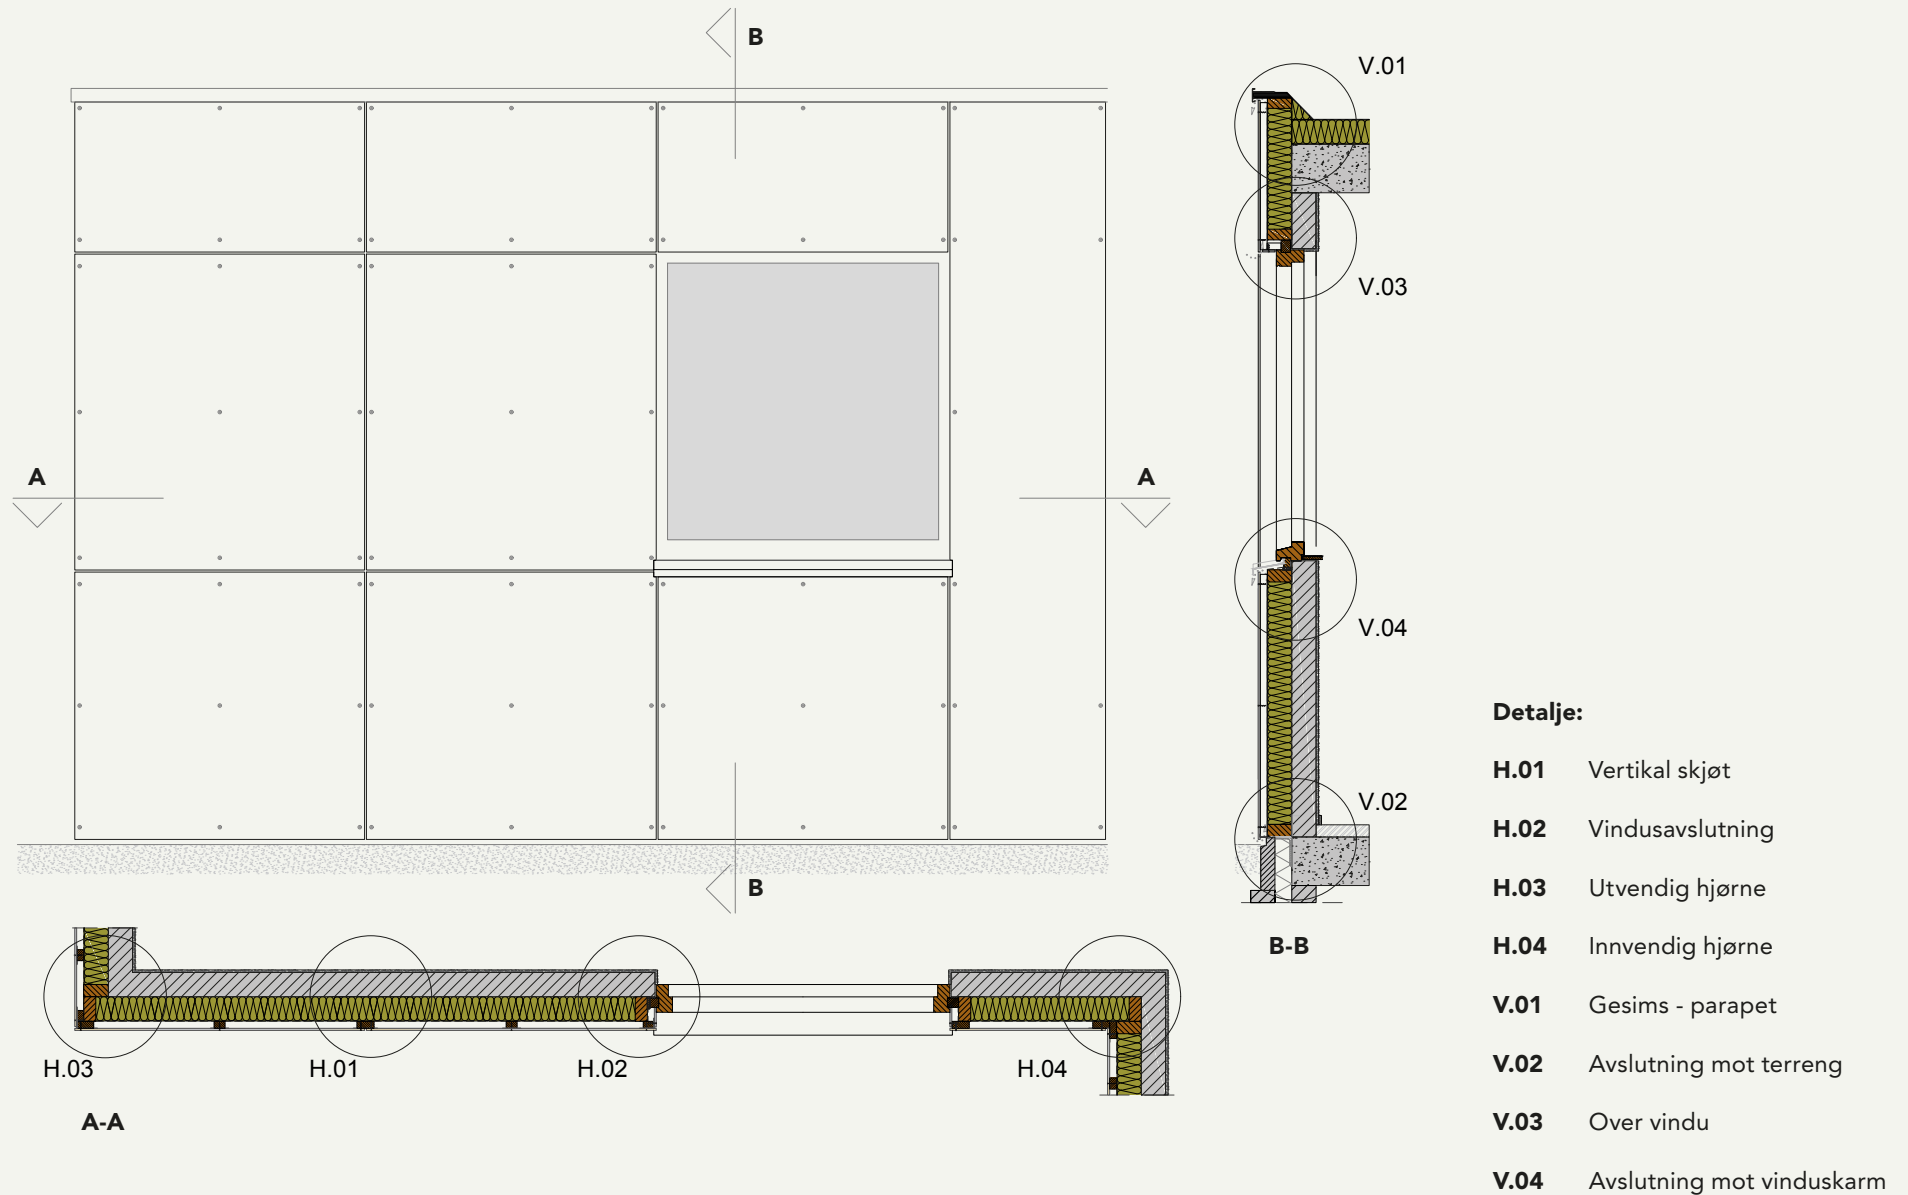 B
V.01
V.03
A
A
V.04
V.02
B
B-B
H.03
H.01
H.02
H.04
A-A
Detalje:
H.01 Vertikal skjøt
H.02 Vindusavslutning
H.03 Utvendig hjørne
H.04 Innvendig hjørne
V.01 Gesims - parapet
V.02 Avslutning mot terreng
V.03 Over vindu
V.04 Avslutning mot vinduskarm